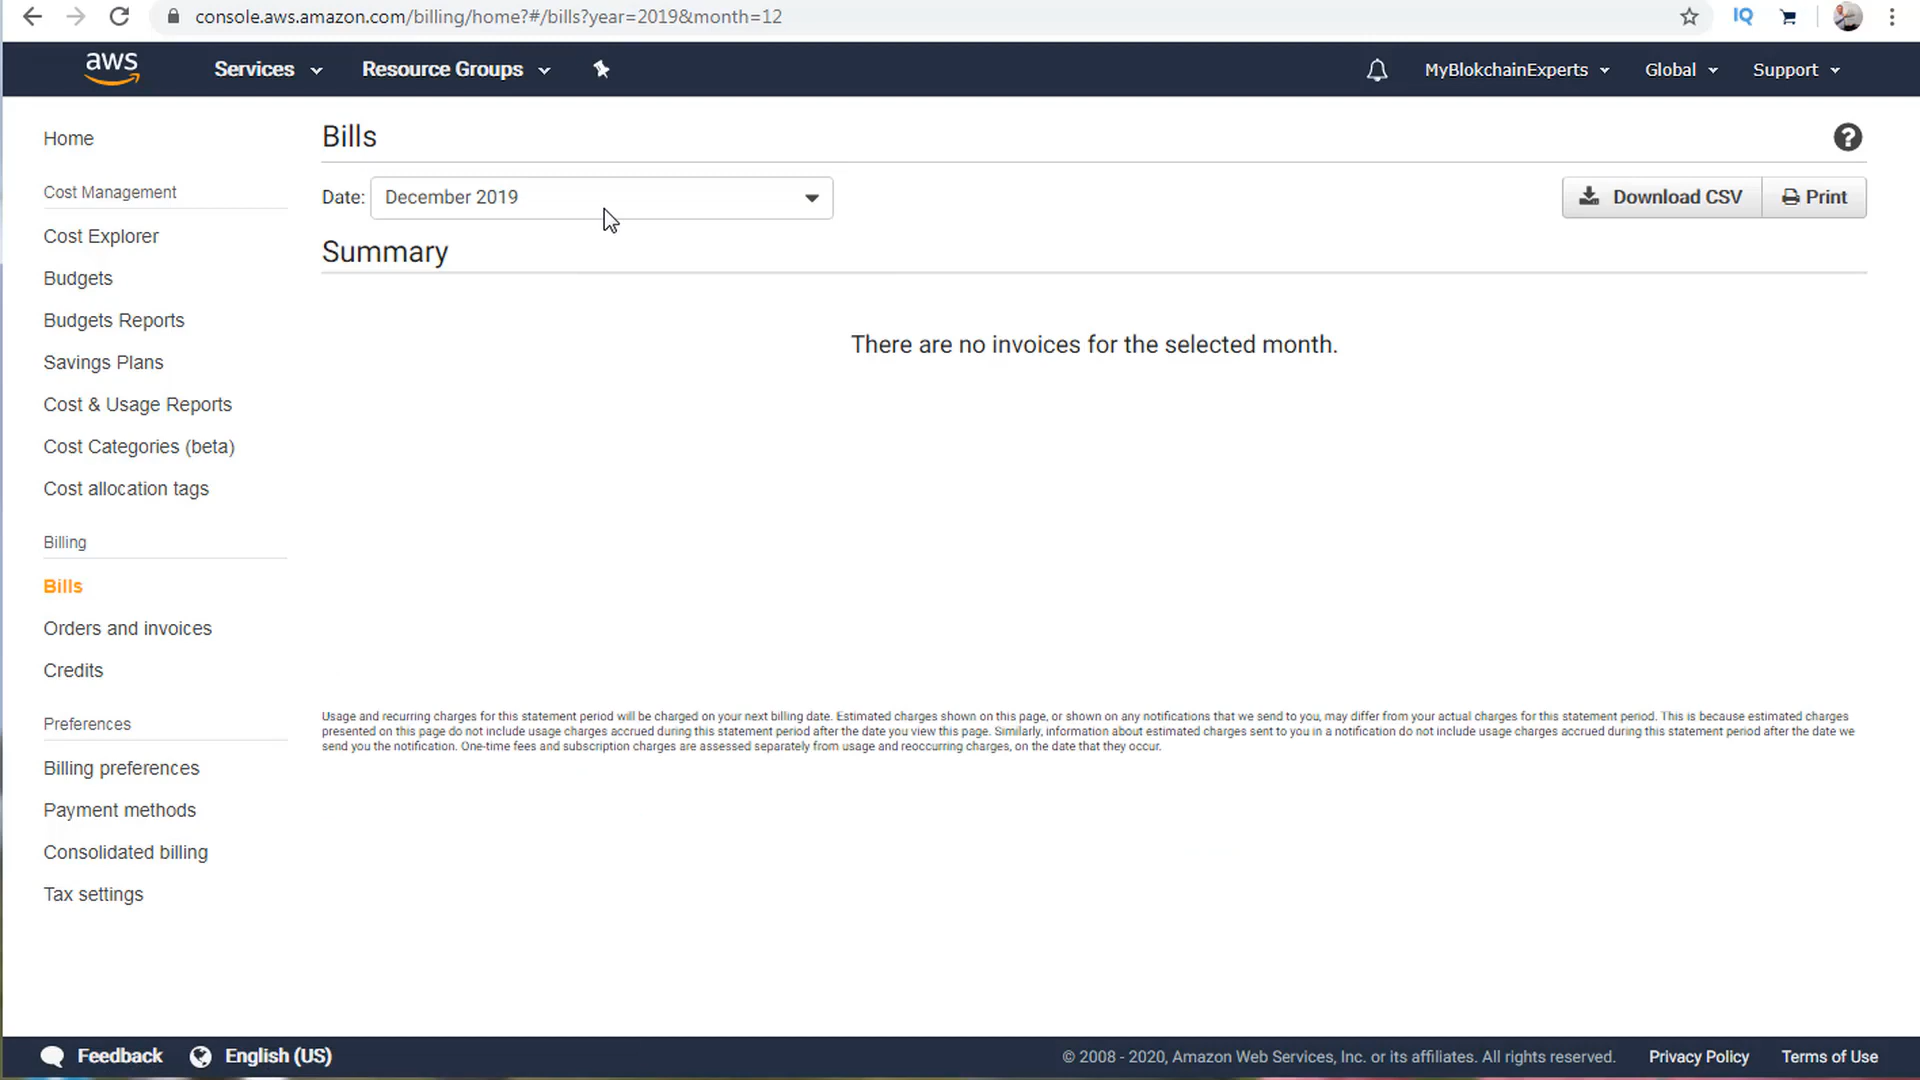 console.aws.amazon.com/billing/home?#/bills?year=2019&month=12
IQ
aws
Services
Resource Groups
MyBlokchainExperts
Global
Support
Home
Cost Management
Cost Explorer
Budgets
Budgets Reports
Savings Plans
Cost & Usage Reports
Cost Categories (beta)
Cost allocation tags
Billing
Bills
Orders and invoices
Credits
Preferences
Billing preferences
Payment methods
Consolidated billing
Tax settings
Bills
?
Date: December 2019
Download CSV
Print
Summary
There are no invoices for the selected month.
Usage and recurring charges for this statement period will be charged on your next billing date. Estimated charges shown on this page, or shown on any notifications that we send to you, may differ from your actual charges for this statement period. This is because estimated charges
presented on this page do not include usage charges accrued during this statement period after the date you view this page. Similarly, information about estimated charges sent to you in a notification do not include usage charges accrued during this statement period after the date we
send you the notification. One-time fees and subscription charges are assessed separately from usage and reoccurring charges, on the date that they occur.
Feedback
English (US)
© 2008 - 2020, Amazon Web Services, Inc. or its affiliates. All rights reserved.
Privacy Policy
Terms of Use